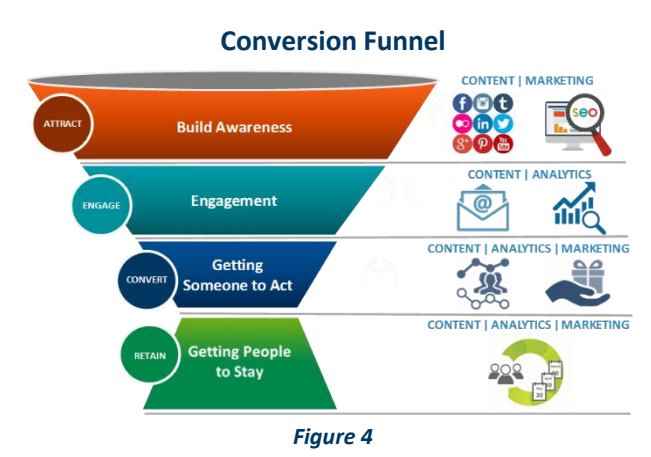 Conversion Funnel
CONTENT | MARKETING
ATTRACT
Build Awareness
seo
CONTENT | ANALYTICS
ENGAGE
Engagement
@
CONTENT | ANALYTICS | MARKETING
CONVERT
Getting
Someone to Act
CONTENT | ANALYTICS | MARKETING
RETAIN
Getting People
to Stay
30
Figure 4